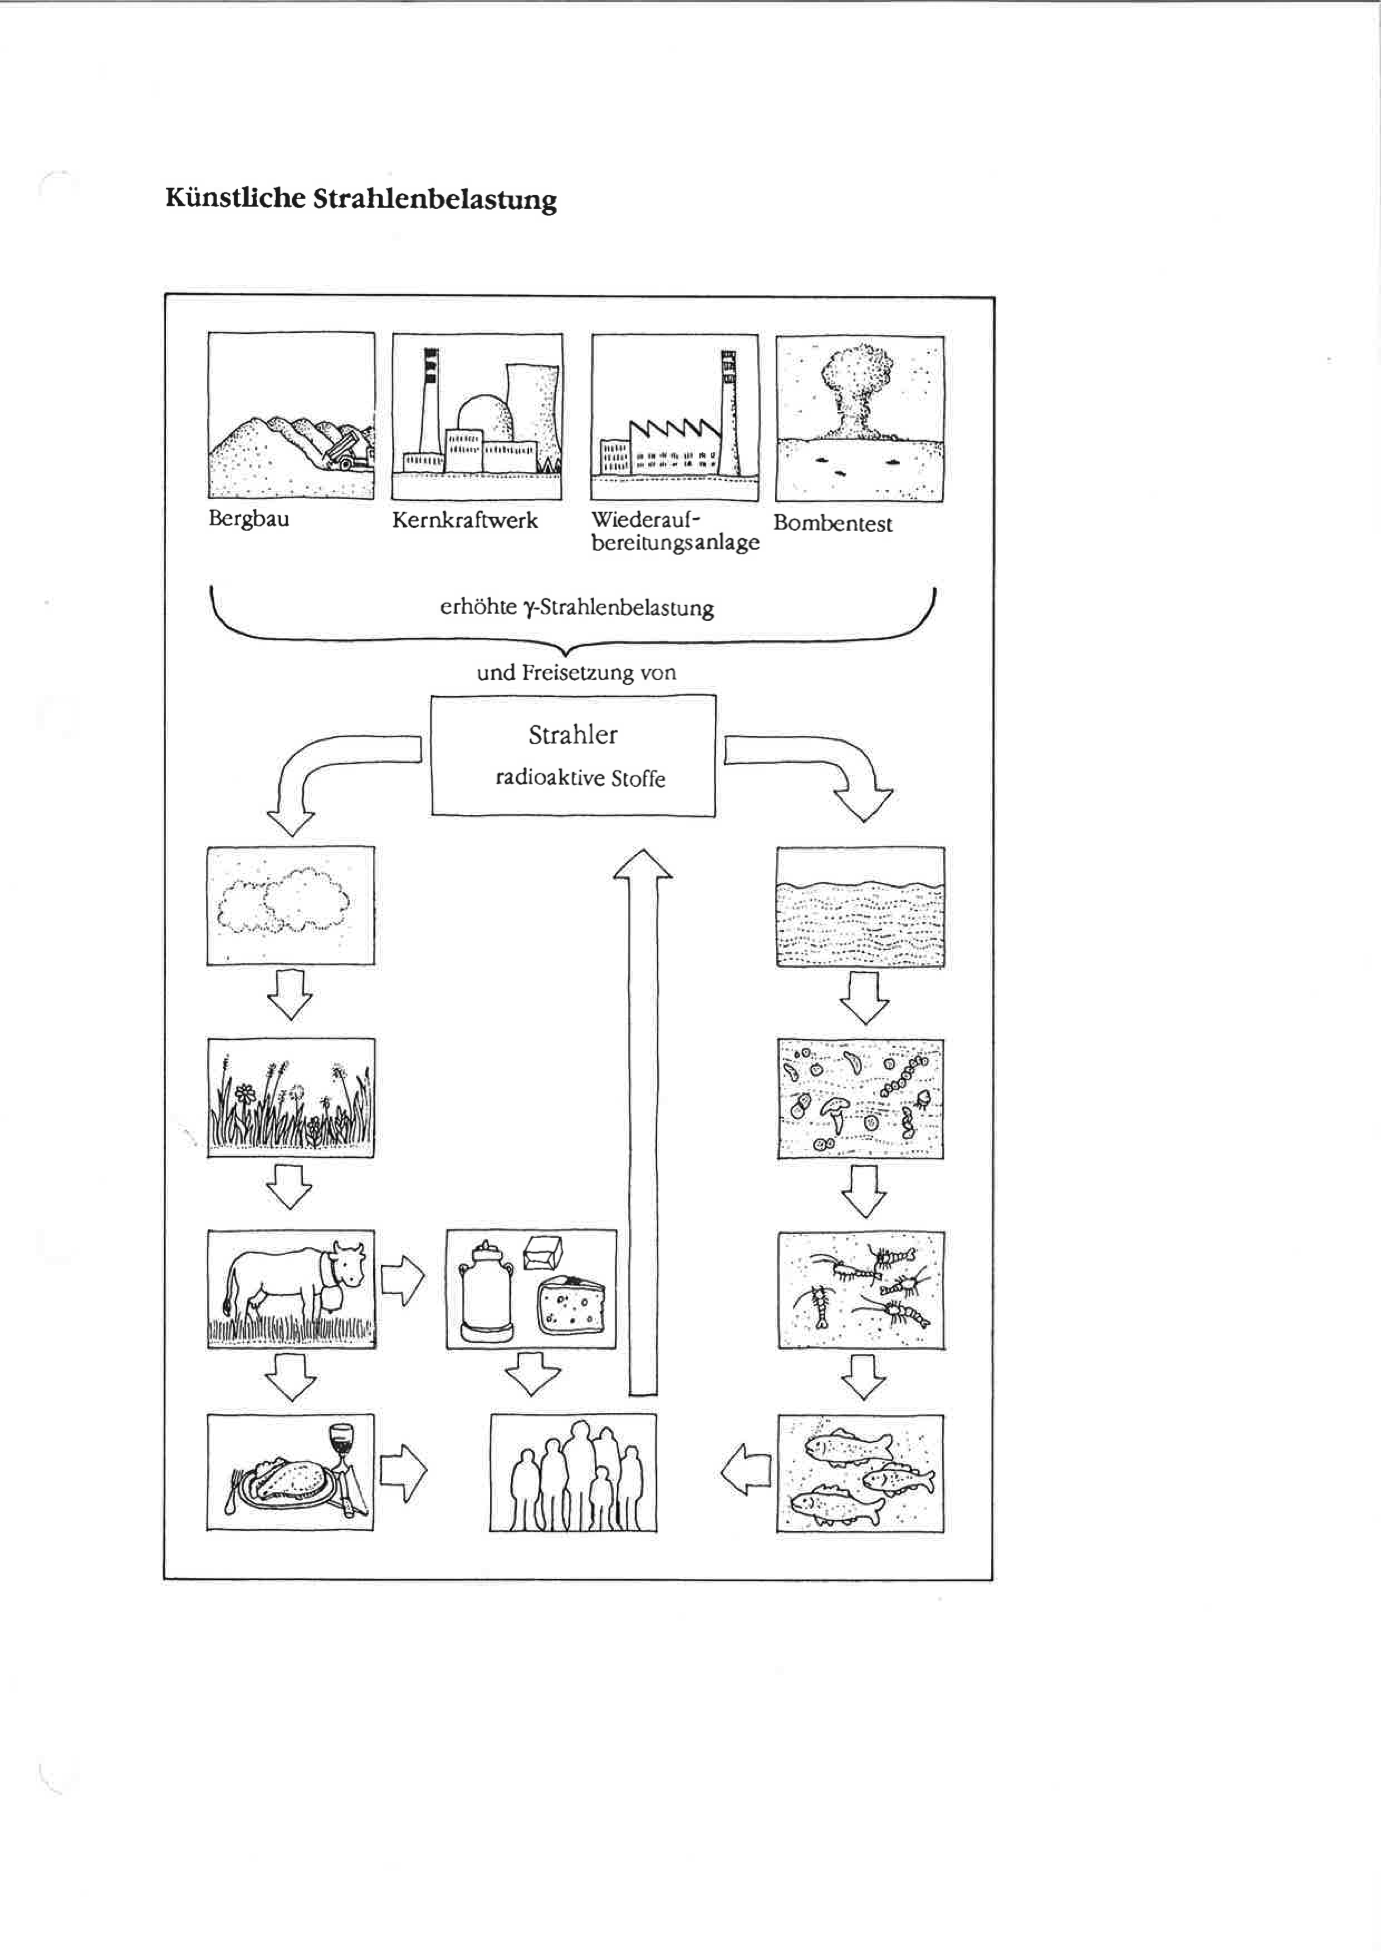 Künstliche Strahlenbelastung
Bergbau
Kernkraftwerk
Wiederauf-
bereitungsanlage
Bombentest
erhöhte γ-Strahlenbelastung
und Freisetzung von
Strahler
radioaktive Stoffe